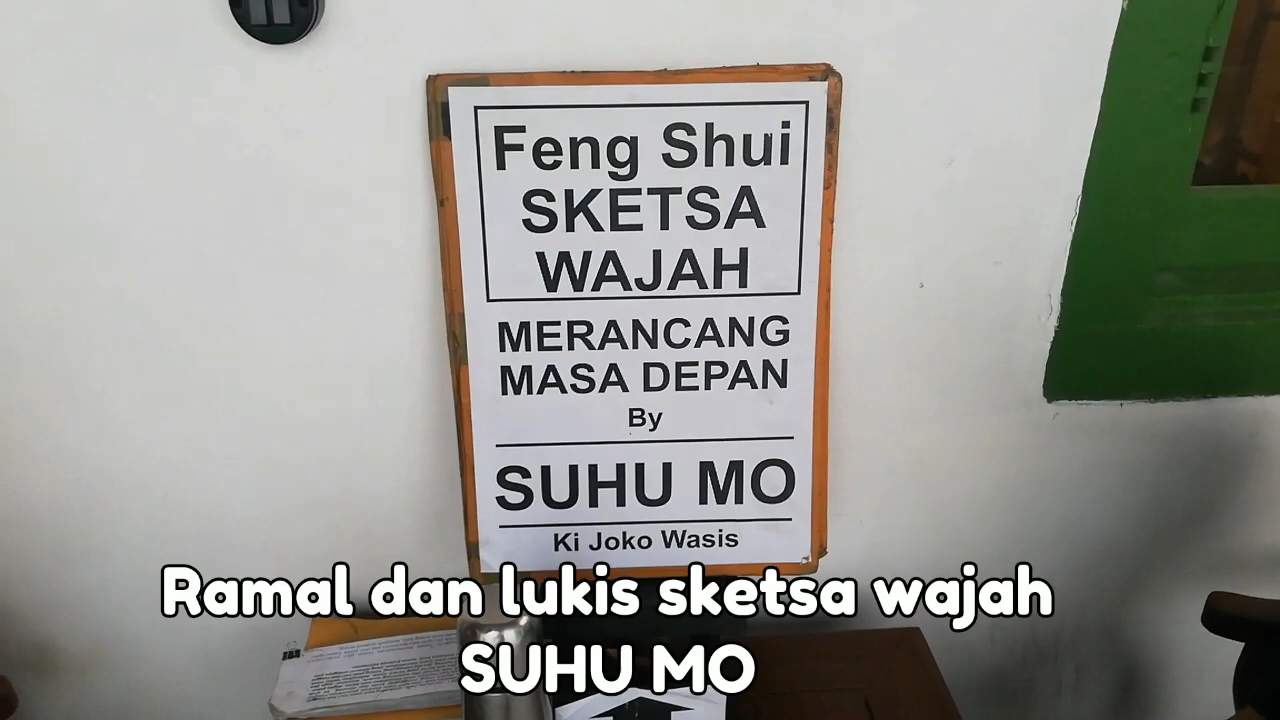 Feng Shui
SKETSA
WAJAH
MERANCANG
MASA DEPAN
By
SUHU MO
Ki Joko Wasis
Ramal dan lukis sketsa wajah
SUHU MO